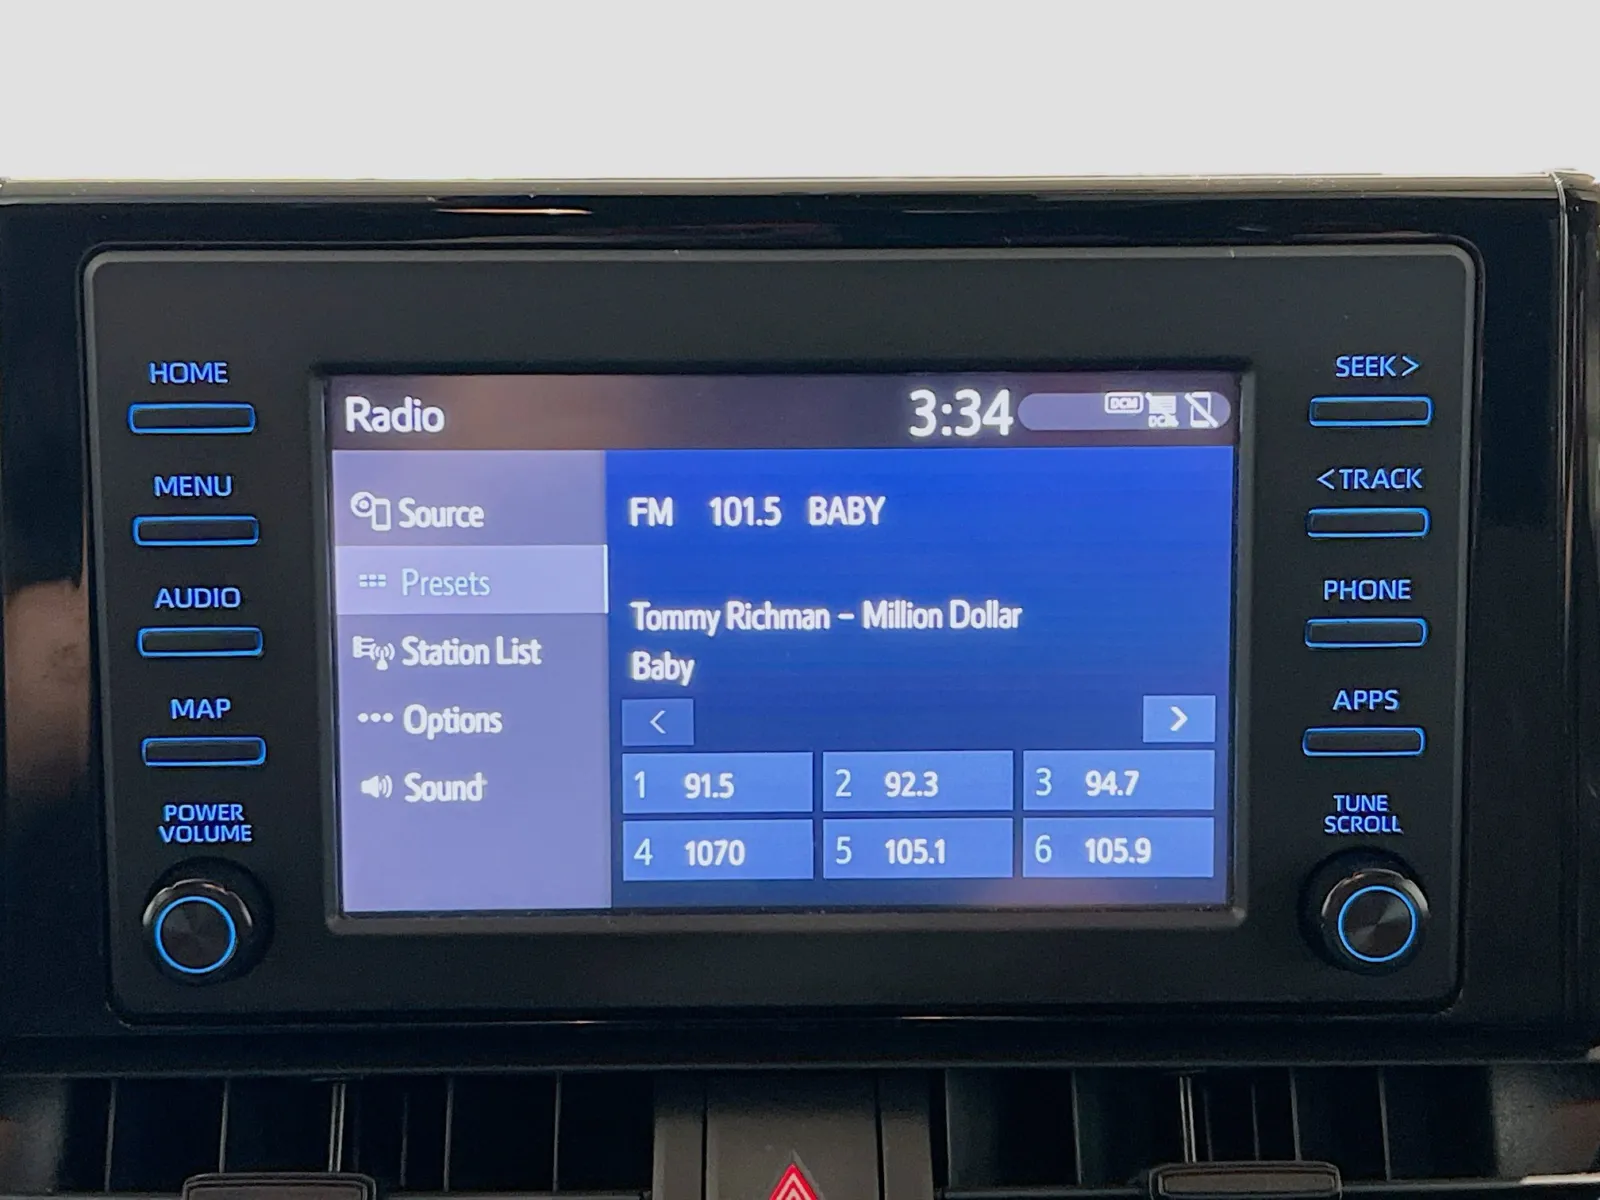 HOME
MENU
AUDIO
MAP
POWER
VOLUME
Radio
3:34
DCM
DCM
Source
Presets
Station List
Options
Sound
FM 101.5 BABY
Tommy Richman – Million Dollar
Baby
<
>
1 91.5
2 92.3
3 94.7
4 1070
5 105.1
6 105.9
SEEK >
< TRACK
PHONE
APPS
TUNE
SCROLL